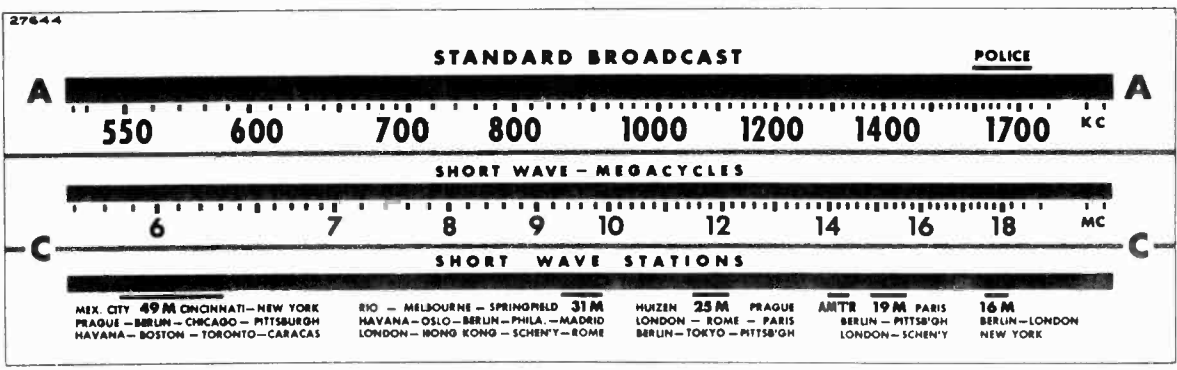 27644
STANDARD BROADCAST POLICE
A A
550 600 700 800 1000 1200 1400 1700 KC
SHORT WAVE – MEGACYCLES
6 7 8 9 10 12 14 16 18 MC
C C
SHORT WAVE STATIONS
MEX. CITY 49 M CINCINNATI – NEW YORK RIO – MELBOURNE – SPRINGFIELD 31 M HUIZEN 25 M PRAGUE AMT'R 19 M PARIS 16 M
PRAGUE – BERLIN – CHICAGO – PITTSBURGH HAVANA – OSLO – BERLIN – PHILA. – MADRID LONDON – ROME – PARIS BERLIN – PITTSB'GH BERLIN – LONDON
HAVANA – BOSTON – TORONTO – CARACAS LONDON – HONG KONG – SCHEN'Y – ROME BERLIN – TOKYO – PITTSB'GH LONDON – SCHEN'Y NEW YORK